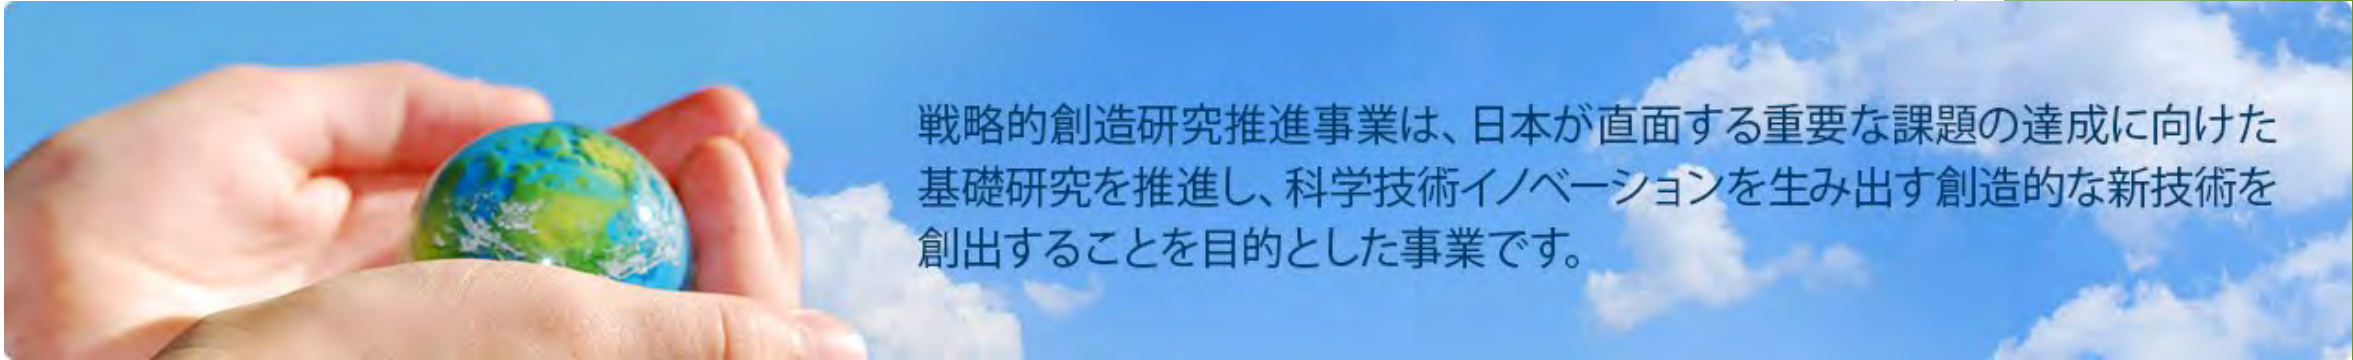 戦略的創造研究推進事業は、日本が直面する重要な課題の達成に向けた
基礎研究を推進し、科学技術イノベーションを生み出す創造的な新技術を
創出することを目的とした事業です。